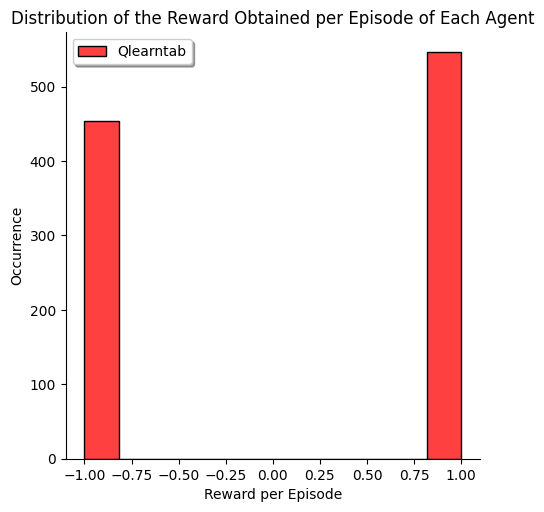 Distribution of the Reward Obtained per Episode of Each Agent
Qlearntab
500
400
300
200
100
0
Occurrence
−1.00 −0.75 −0.50 −0.25 0.00 0.25 0.50 0.75 1.00
Reward per Episode